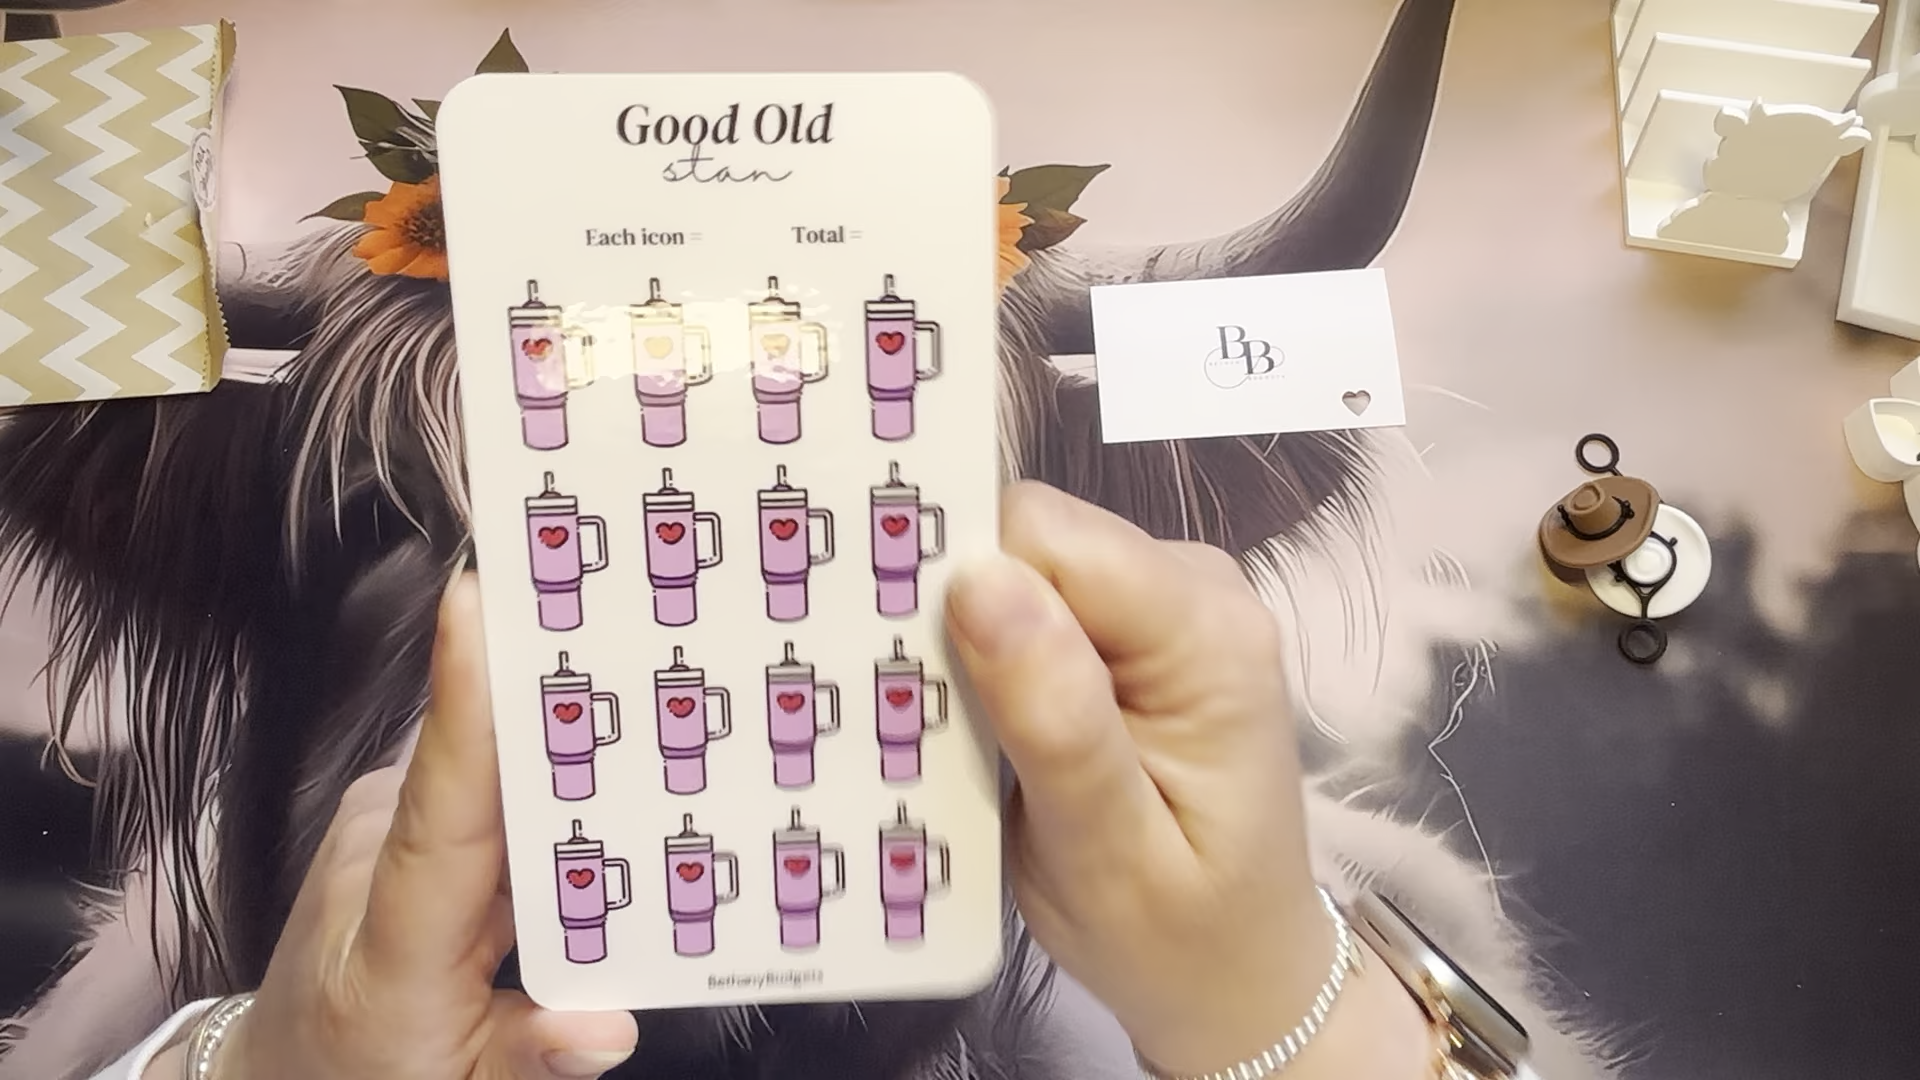 Good Old
stan
Each icon =
Total =
BethanyBudgets
BB